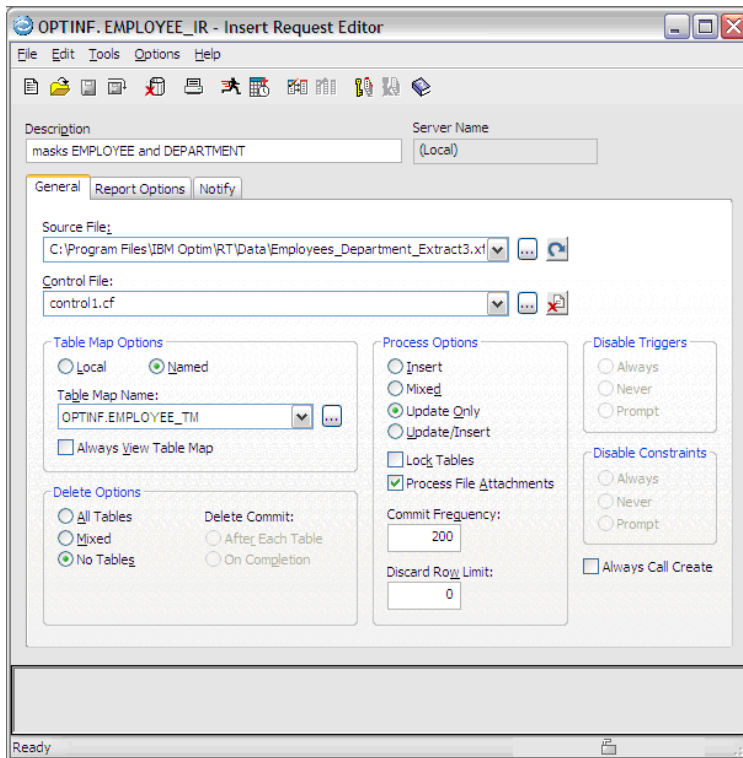 OPTINF. EMPLOYEE_IR - Insert Request Editor
File Edit Tools Options Help
Description
Server Name
masks EMPLOYEE and DEPARTMENT
(Local)
General Report Options Notify
Source File:
C:\Program Files\IBM Optim\RT\Data\Employees_Department_Extract3.xf
Control File:
control1.cf
Table Map Options
Local Named
Table Map Name:
OPTINF.EMPLOYEE_TM
Always View Table Map
Delete Options
All Tables
Mixed
No Tables
Delete Commit:
After Each Table
On Completion
Process Options
Insert
Mixed
Update Only
Update/Insert
Lock Tables
Process File Attachments
Commit Frequency:
200
Discard Row Limit:
0
Disable Triggers
Always
Never
Prompt
Disable Constraints
Always
Never
Prompt
Always Call Create
Ready